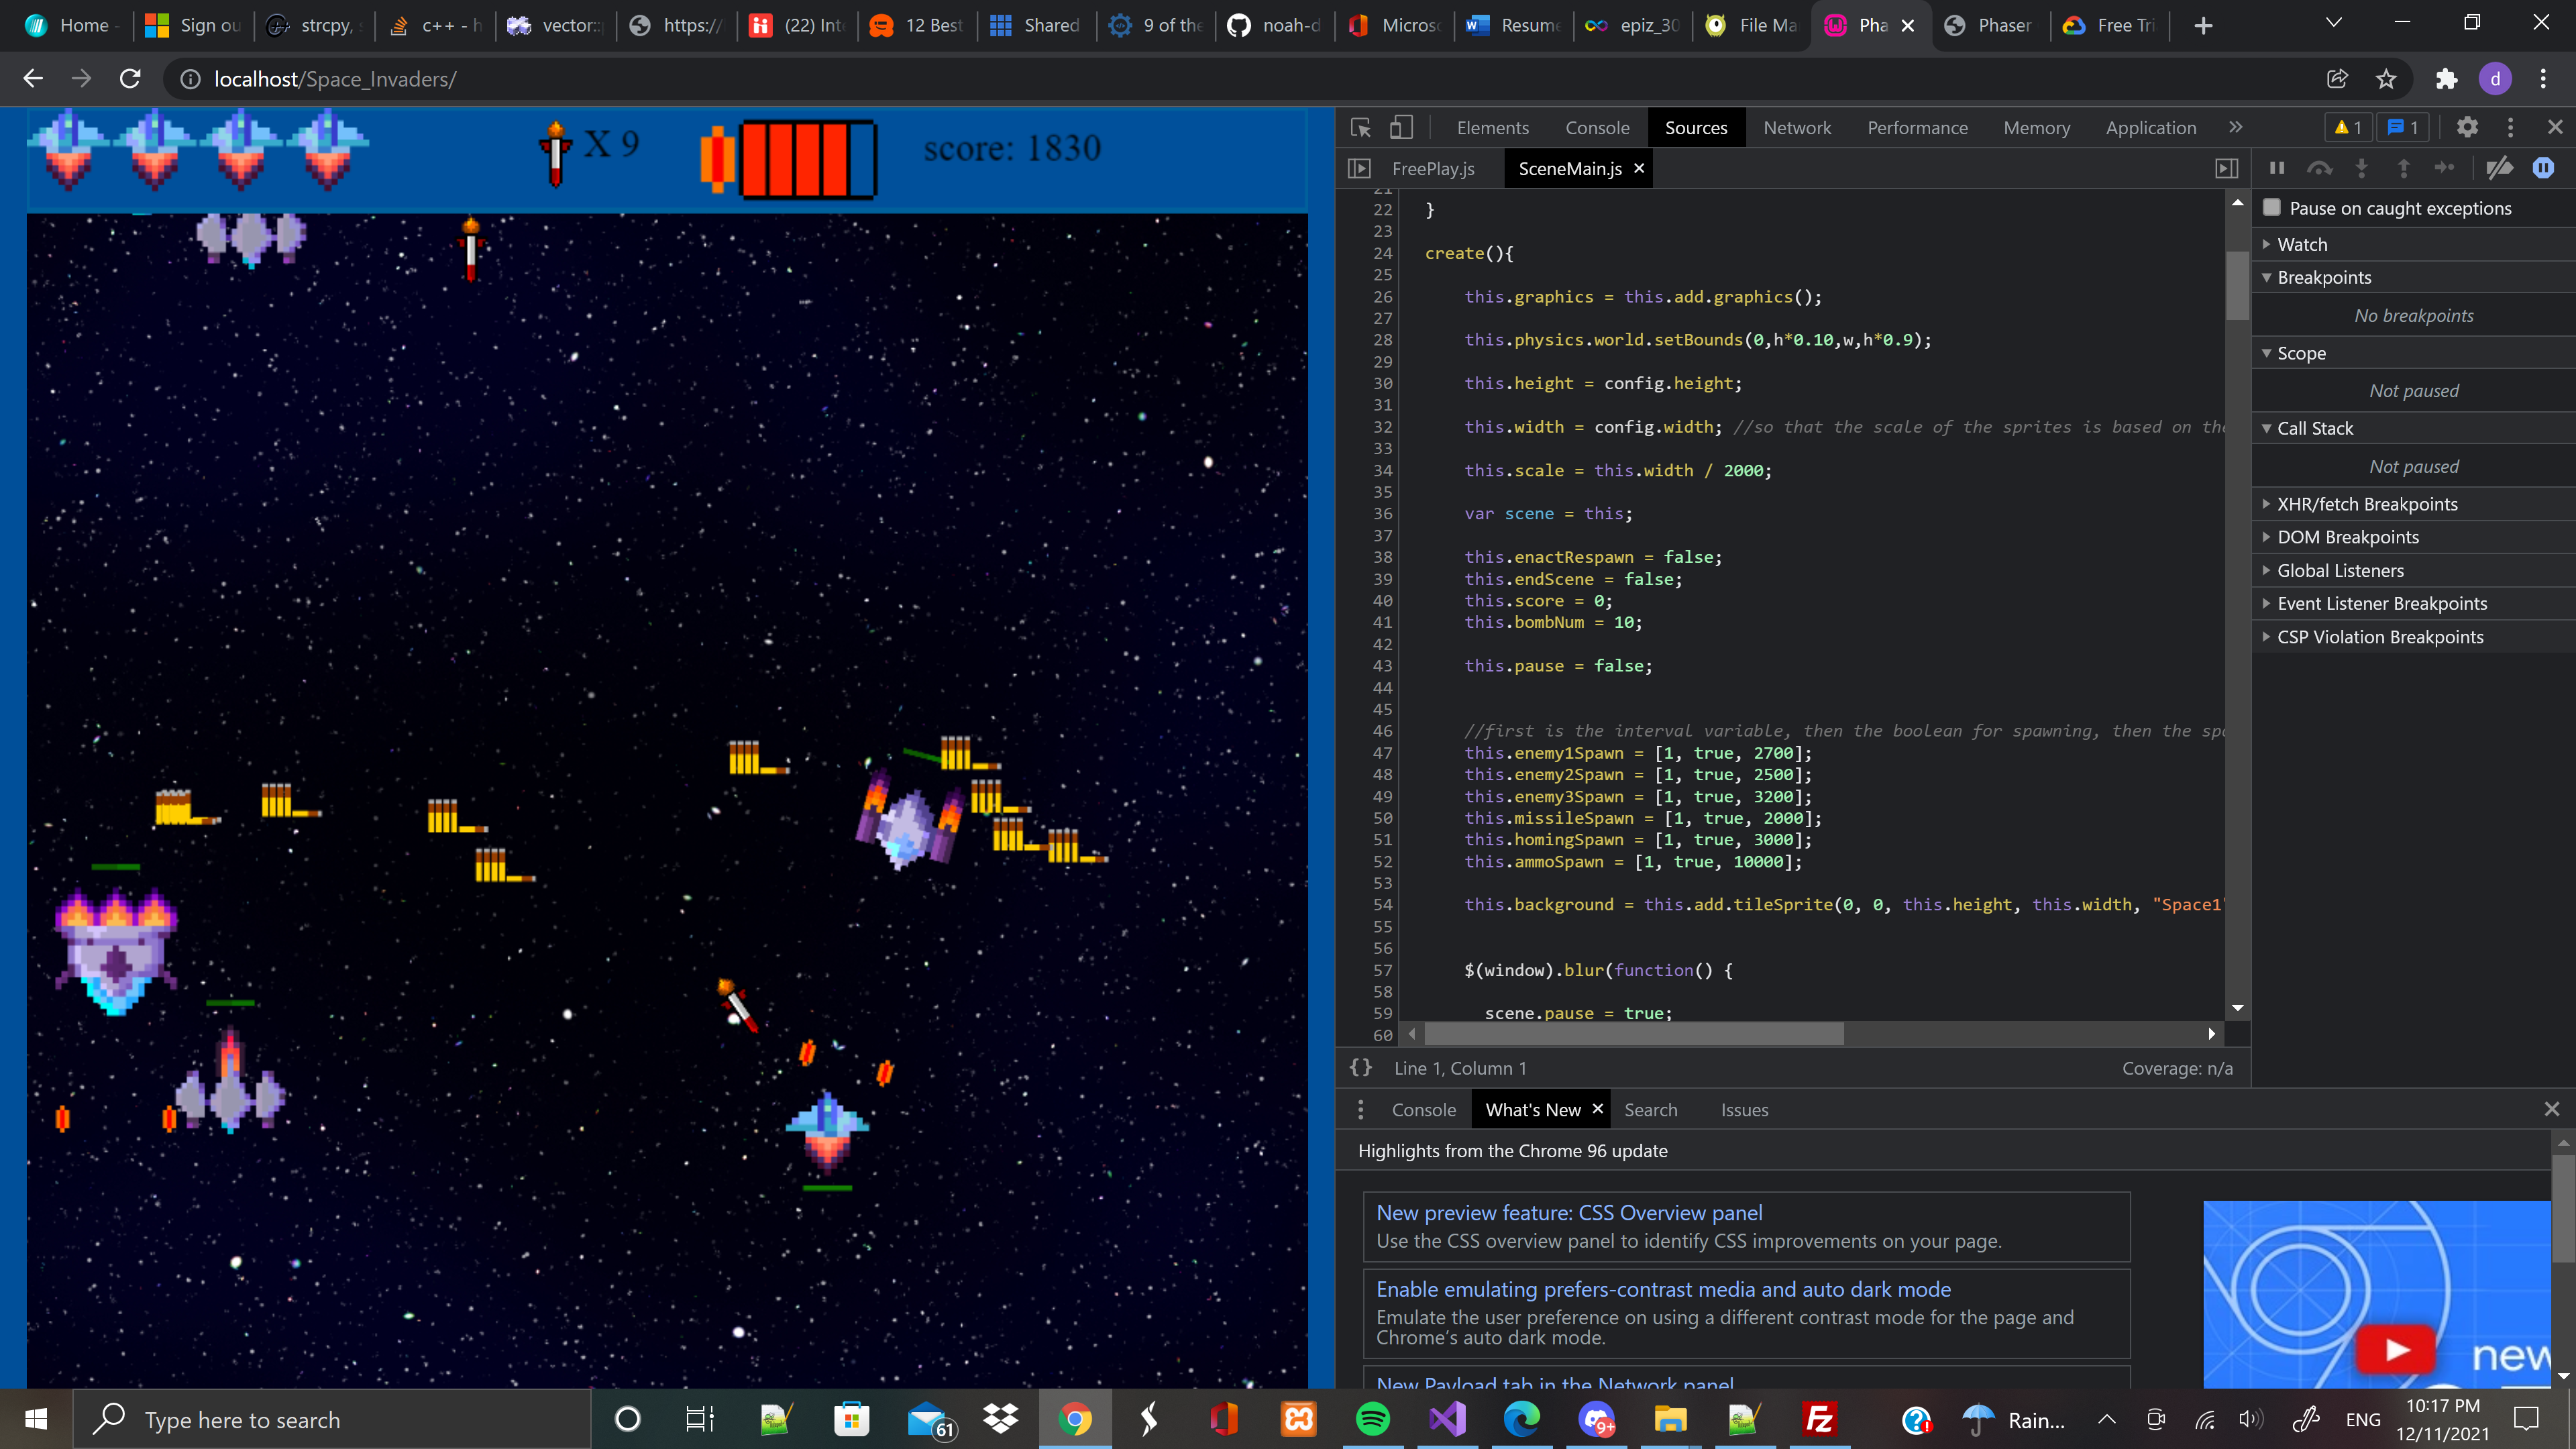 Home
Sign ou
strcpy,
c++ - h
vector::
https://
(22) Int
12 Best
Shared
9 of the
noah-d
Micros
Resume
epiz_30
File Ma
Pha
Phaser
Free Tri
localhost/Space_Invaders/
d
X 9
score: 1830
Elements
Console
Sources
Network
Performance
Memory
Application
1
1
FreePlay.js
SceneMain.js
21
22 }
23
24 create(){
25
26 this.graphics = this.add.graphics();
27
28 this.physics.world.setBounds(0,h*0.10,w,h*0.9);
29
30 this.height = config.height;
31
32 this.width = config.width; //so that the scale of the sprites is based on the
33
34 this.scale = this.width / 2000;
35
36 var scene = this;
37
38 this.enactRespawn = false;
39 this.endScene = false;
40 this.score = 0;
41 this.bombNum = 10;
42
43 this.pause = false;
44
45
46 //first is the interval variable, then the boolean for spawning, then the spa
47 this.enemy1Spawn = [1, true, 2700];
48 this.enemy2Spawn = [1, true, 2500];
49 this.enemy3Spawn = [1, true, 3200];
50 this.missileSpawn = [1, true, 2000];
51 this.homingSpawn = [1, true, 3000];
52 this.ammoSpawn = [1, true, 10000];
53
54 this.background = this.add.tileSprite(0, 0, this.height, this.width, "Space1"
55
56
57 $(window).blur(function() {
58
59 scene.pause = true;
60
{} Line 1, Column 1
Coverage: n/a
Pause on caught exceptions
Watch
Breakpoints
No breakpoints
Scope
Not paused
Call Stack
Not paused
XHR/fetch Breakpoints
DOM Breakpoints
Global Listeners
Event Listener Breakpoints
CSP Violation Breakpoints
Console
What's New
Search
Issues
Highlights from the Chrome 96 update
New preview feature: CSS Overview panel
Use the CSS overview panel to identify CSS improvements on your page.
Enable emulating prefers-contrast media and auto dark mode
Emulate the user preference on using a different contrast mode for the page and
Chrome's auto dark mode.
New Payload tab in the Network panel
new
Type here to search
61
9+
Rain...
ENG
10:17 PM
12/11/2021